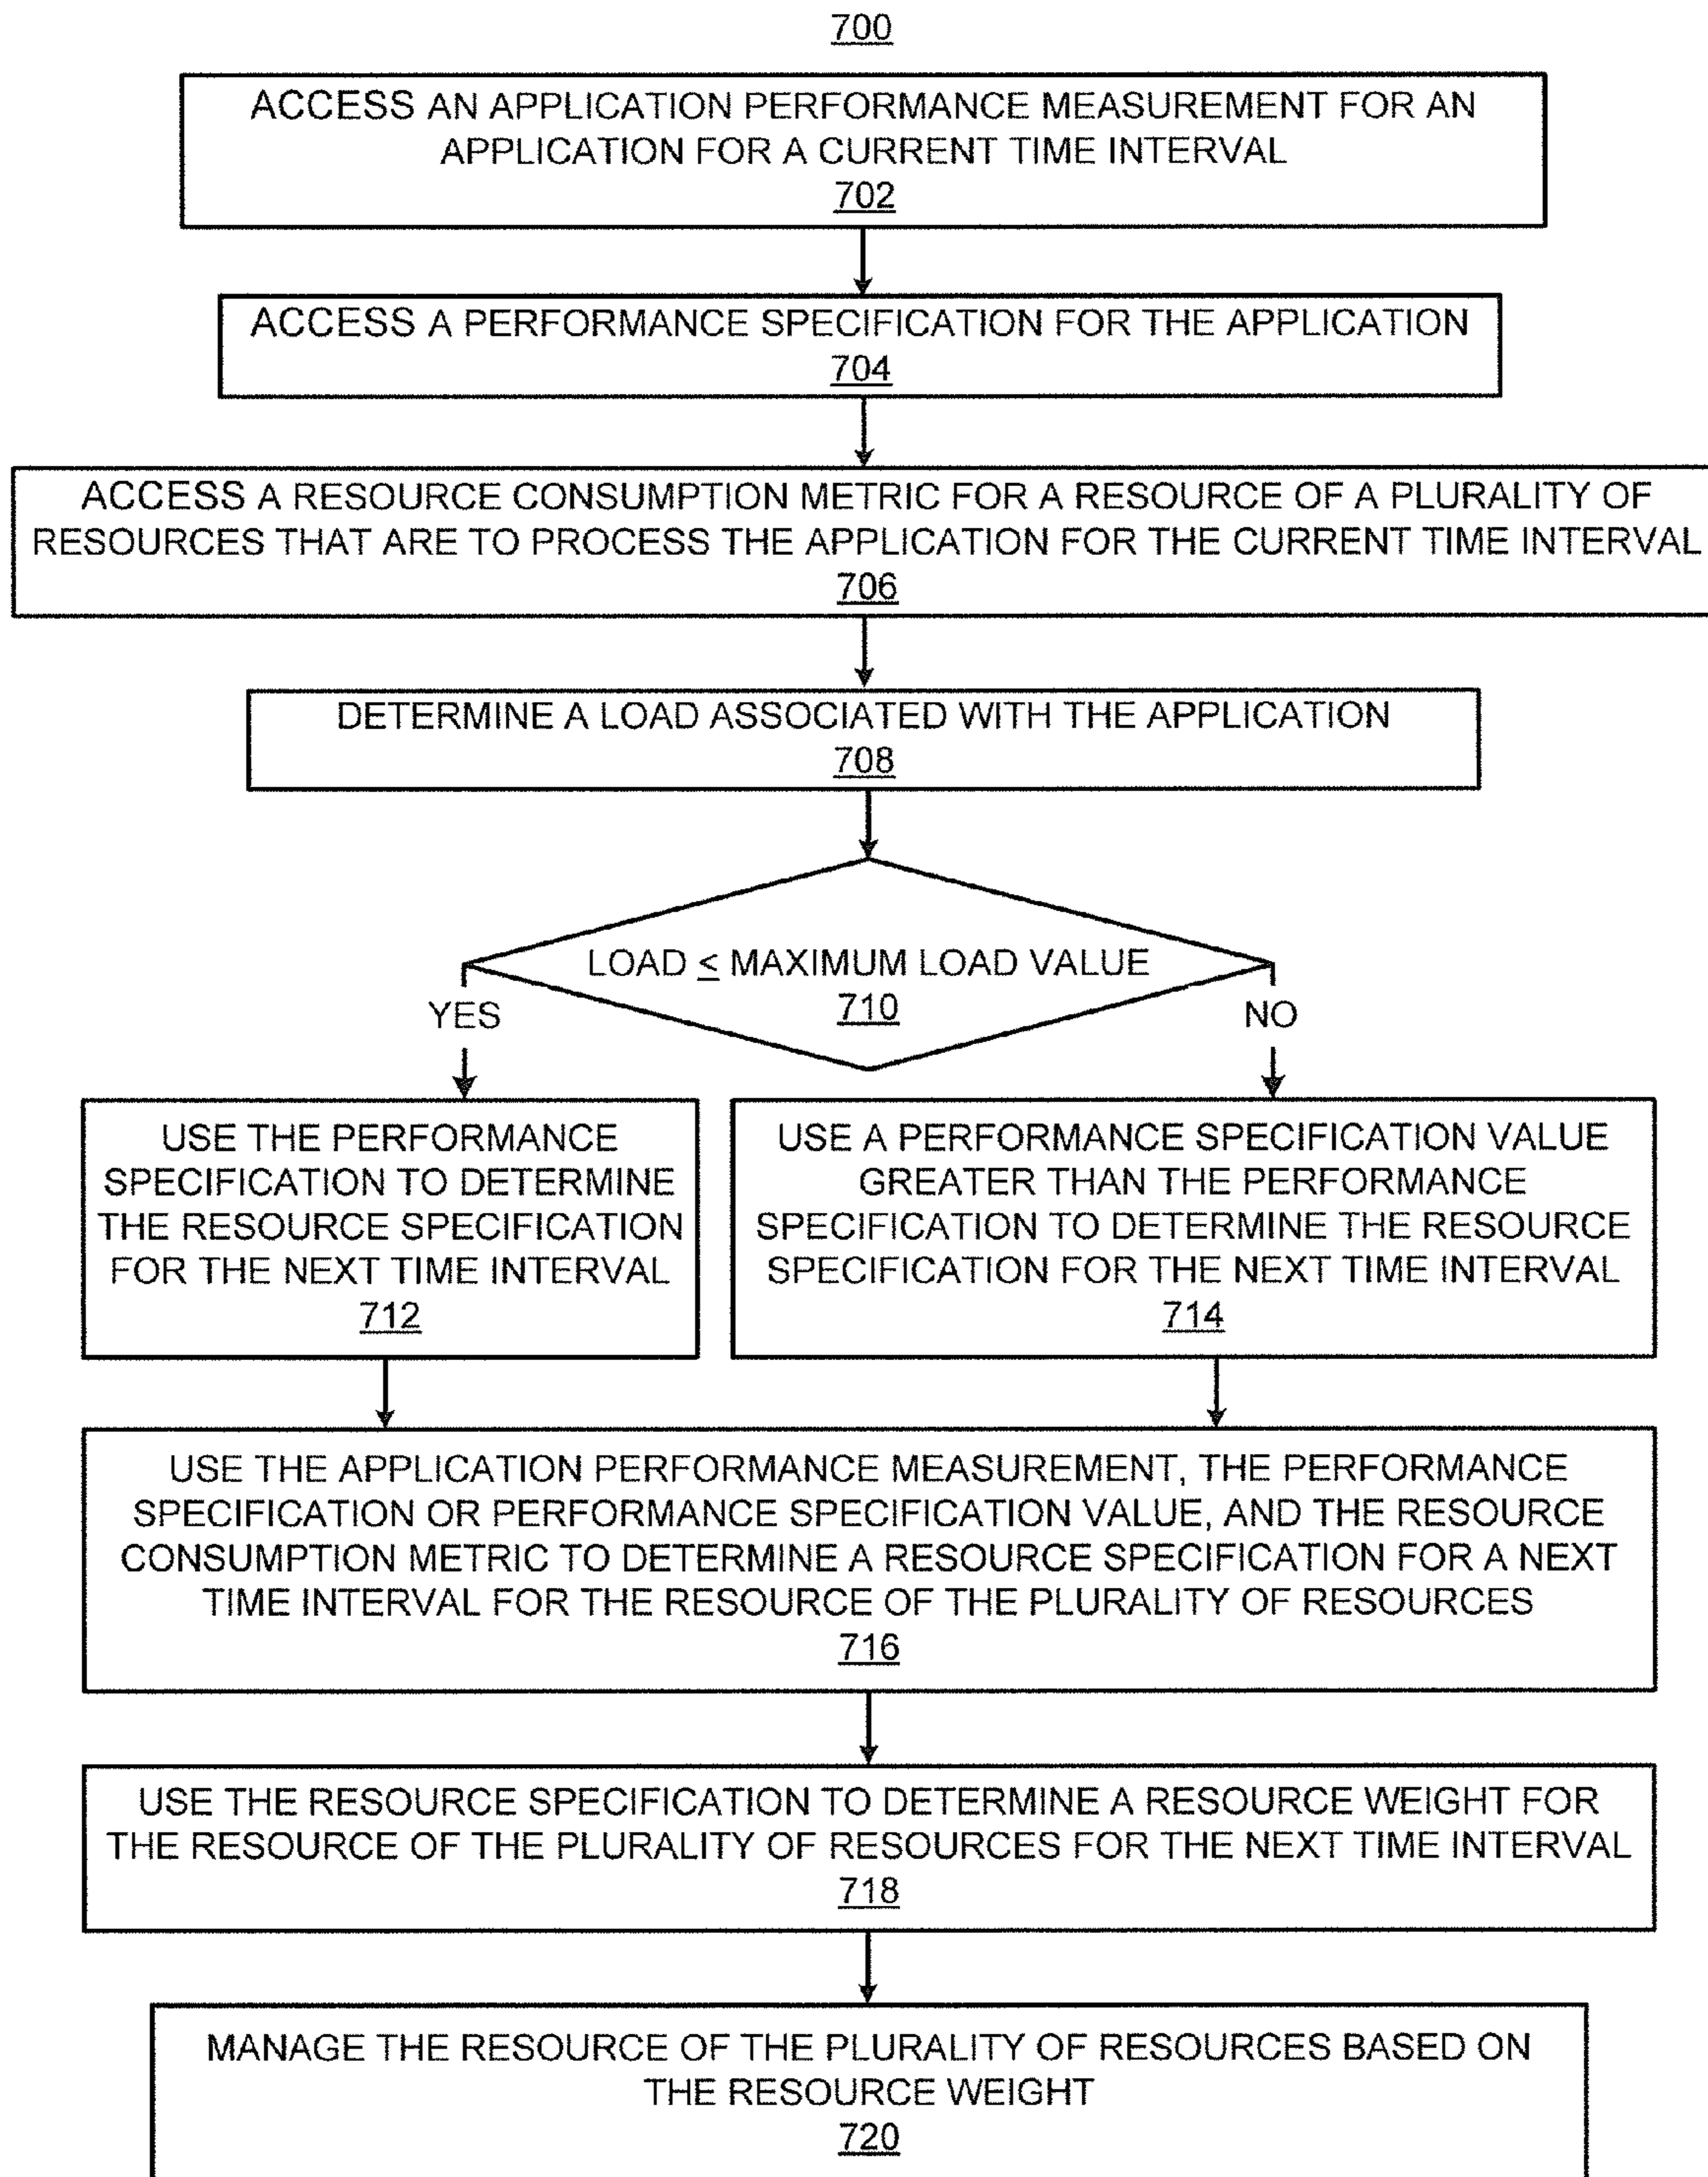 700
ACCESS AN APPLICATION PERFORMANCE MEASUREMENT FOR AN
APPLICATION FOR A CURRENT TIME INTERVAL
702
ACCESS A PERFORMANCE SPECIFICATION FOR THE APPLICATION
704
ACCESS A RESOURCE CONSUMPTION METRIC FOR A RESOURCE OF A PLURALITY OF
RESOURCES THAT ARE TO PROCESS THE APPLICATION FOR THE CURRENT TIME INTERVAL
706
DETERMINE A LOAD ASSOCIATED WITH THE APPLICATION
708
LOAD ≤ MAXIMUM LOAD VALUE
710
YES
NO
USE THE PERFORMANCE
SPECIFICATION TO DETERMINE
THE RESOURCE SPECIFICATION
FOR THE NEXT TIME INTERVAL
712
USE A PERFORMANCE SPECIFICATION VALUE
GREATER THAN THE PERFORMANCE
SPECIFICATION TO DETERMINE THE RESOURCE
SPECIFICATION FOR THE NEXT TIME INTERVAL
714
USE THE APPLICATION PERFORMANCE MEASUREMENT, THE PERFORMANCE
SPECIFICATION OR PERFORMANCE SPECIFICATION VALUE, AND THE RESOURCE
CONSUMPTION METRIC TO DETERMINE A RESOURCE SPECIFICATION FOR A NEXT
TIME INTERVAL FOR THE RESOURCE OF THE PLURALITY OF RESOURCES
716
USE THE RESOURCE SPECIFICATION TO DETERMINE A RESOURCE WEIGHT FOR
THE RESOURCE OF THE PLURALITY OF RESOURCES FOR THE NEXT TIME INTERVAL
718
MANAGE THE RESOURCE OF THE PLURALITY OF RESOURCES BASED ON
THE RESOURCE WEIGHT
720